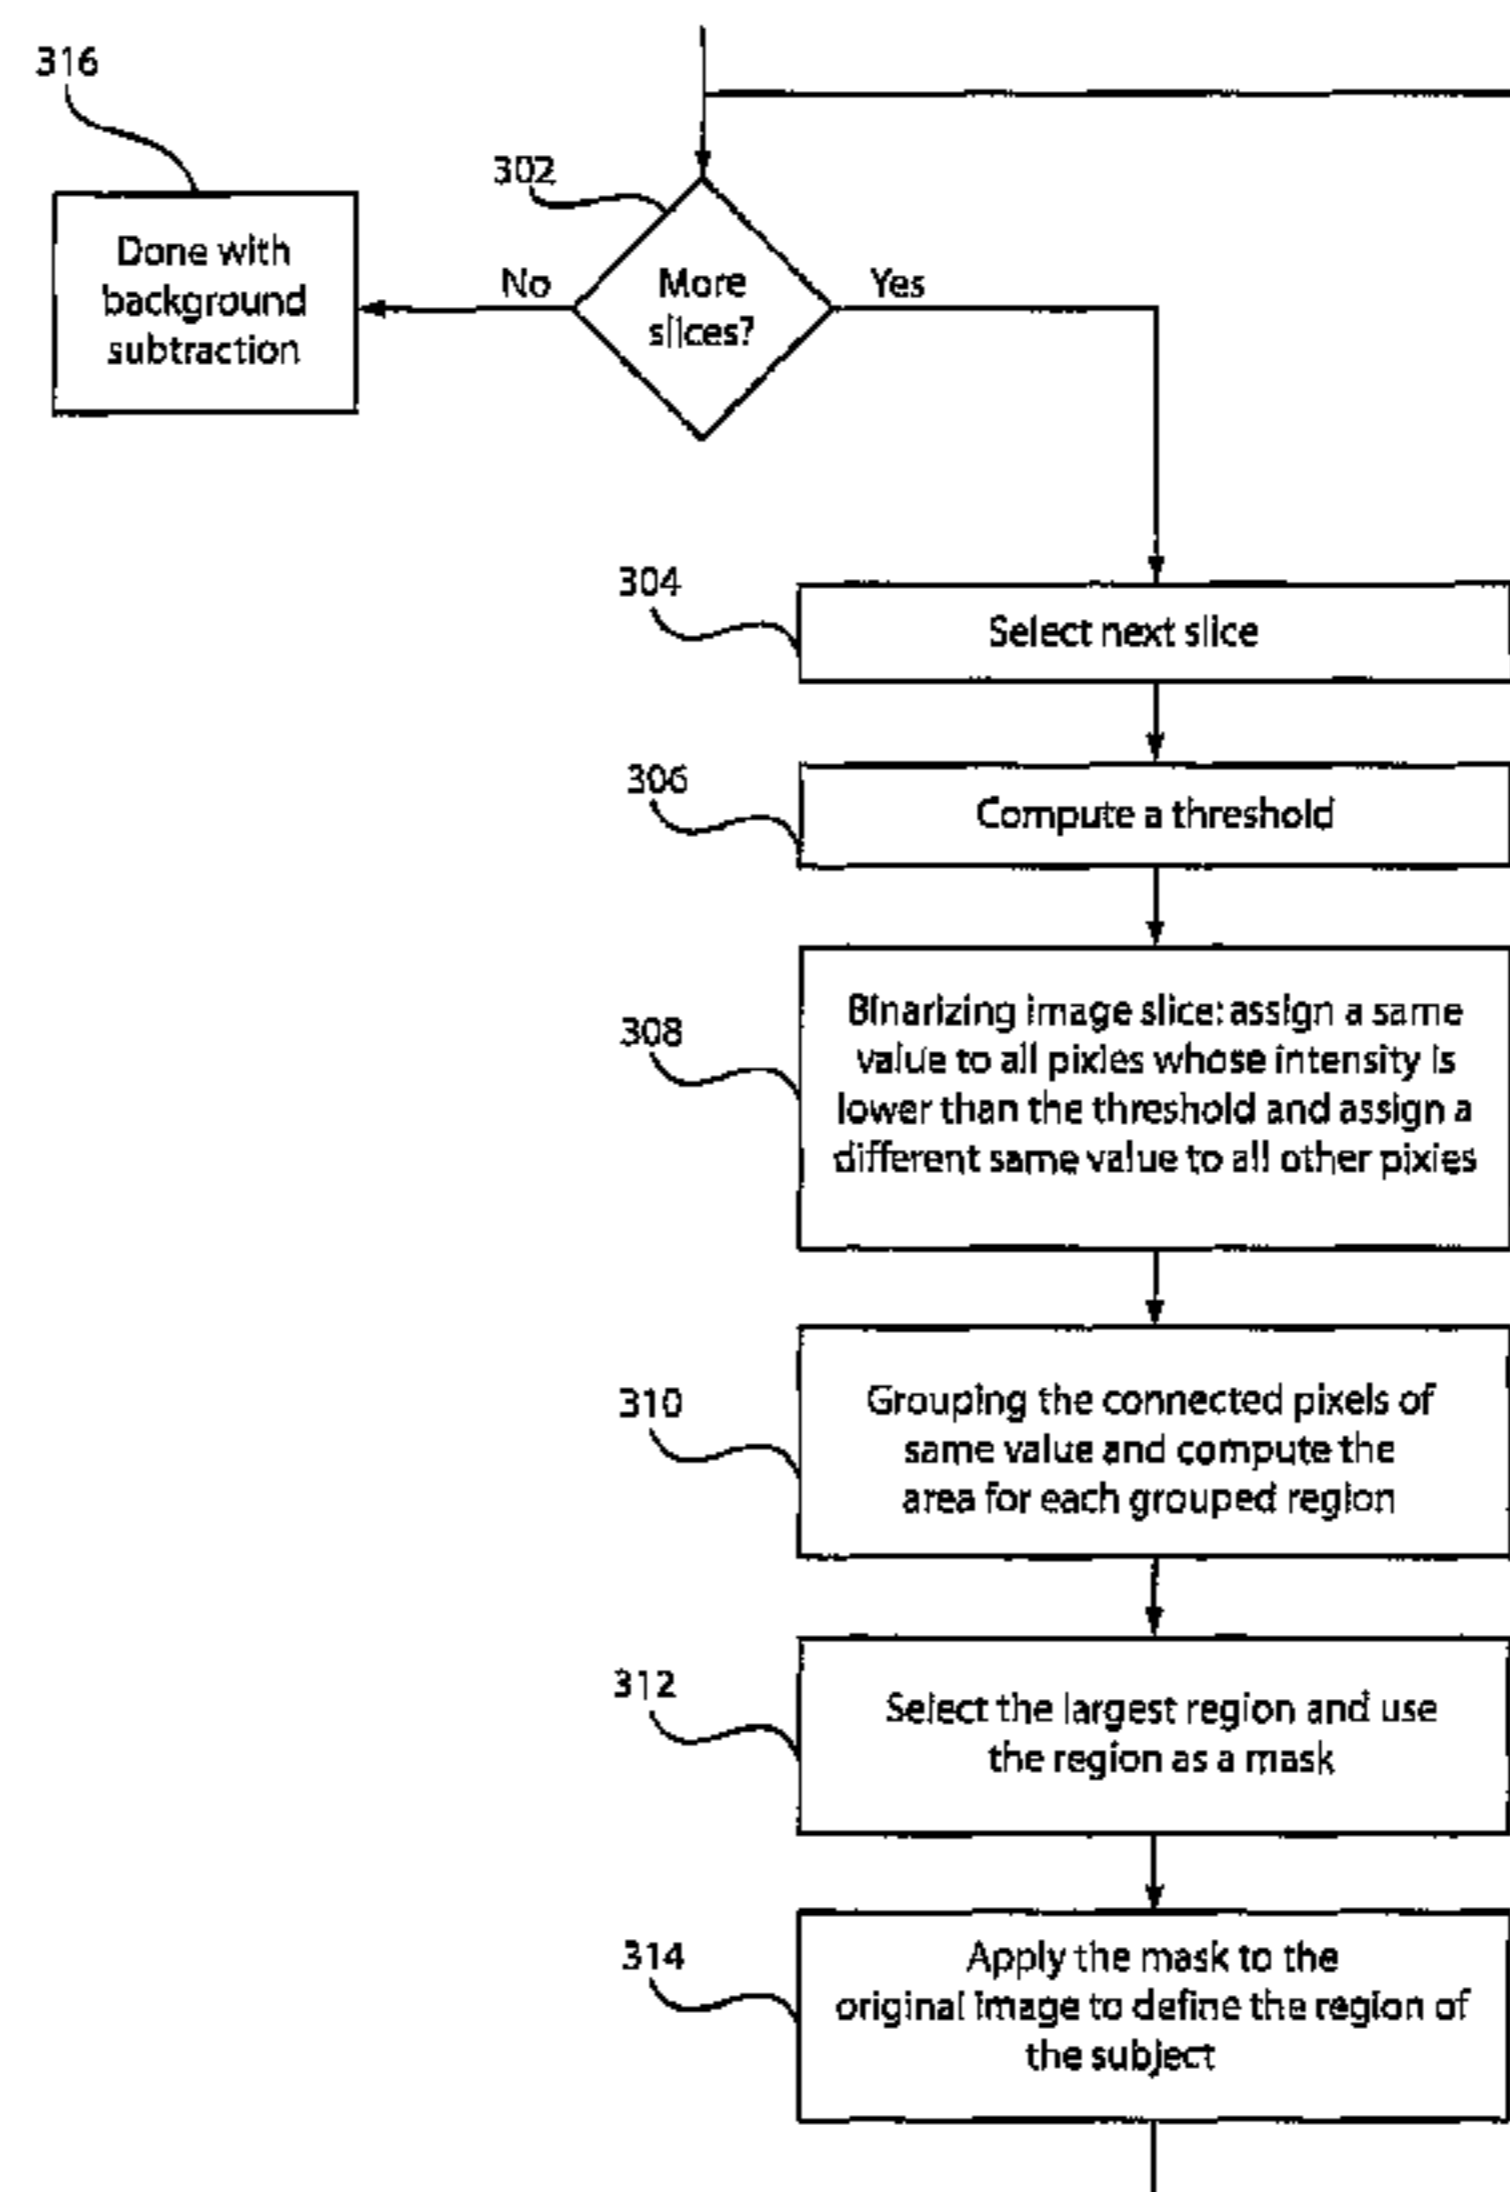 316
302
Done with
background
subtraction
No
More
slices?
Yes
304
Select next slice
306
Compute a threshold
308
Binarizing image slice: assign a same
value to all pixles whose intensity is
lower than the threshold and assign a
different same value to all other pixies
310
Grouping the connected pixels of
same value and compute the
area for each grouped region
312
Select the largest region and use
the region as a mask
314
Apply the mask to the
original image to define the region of
the subject